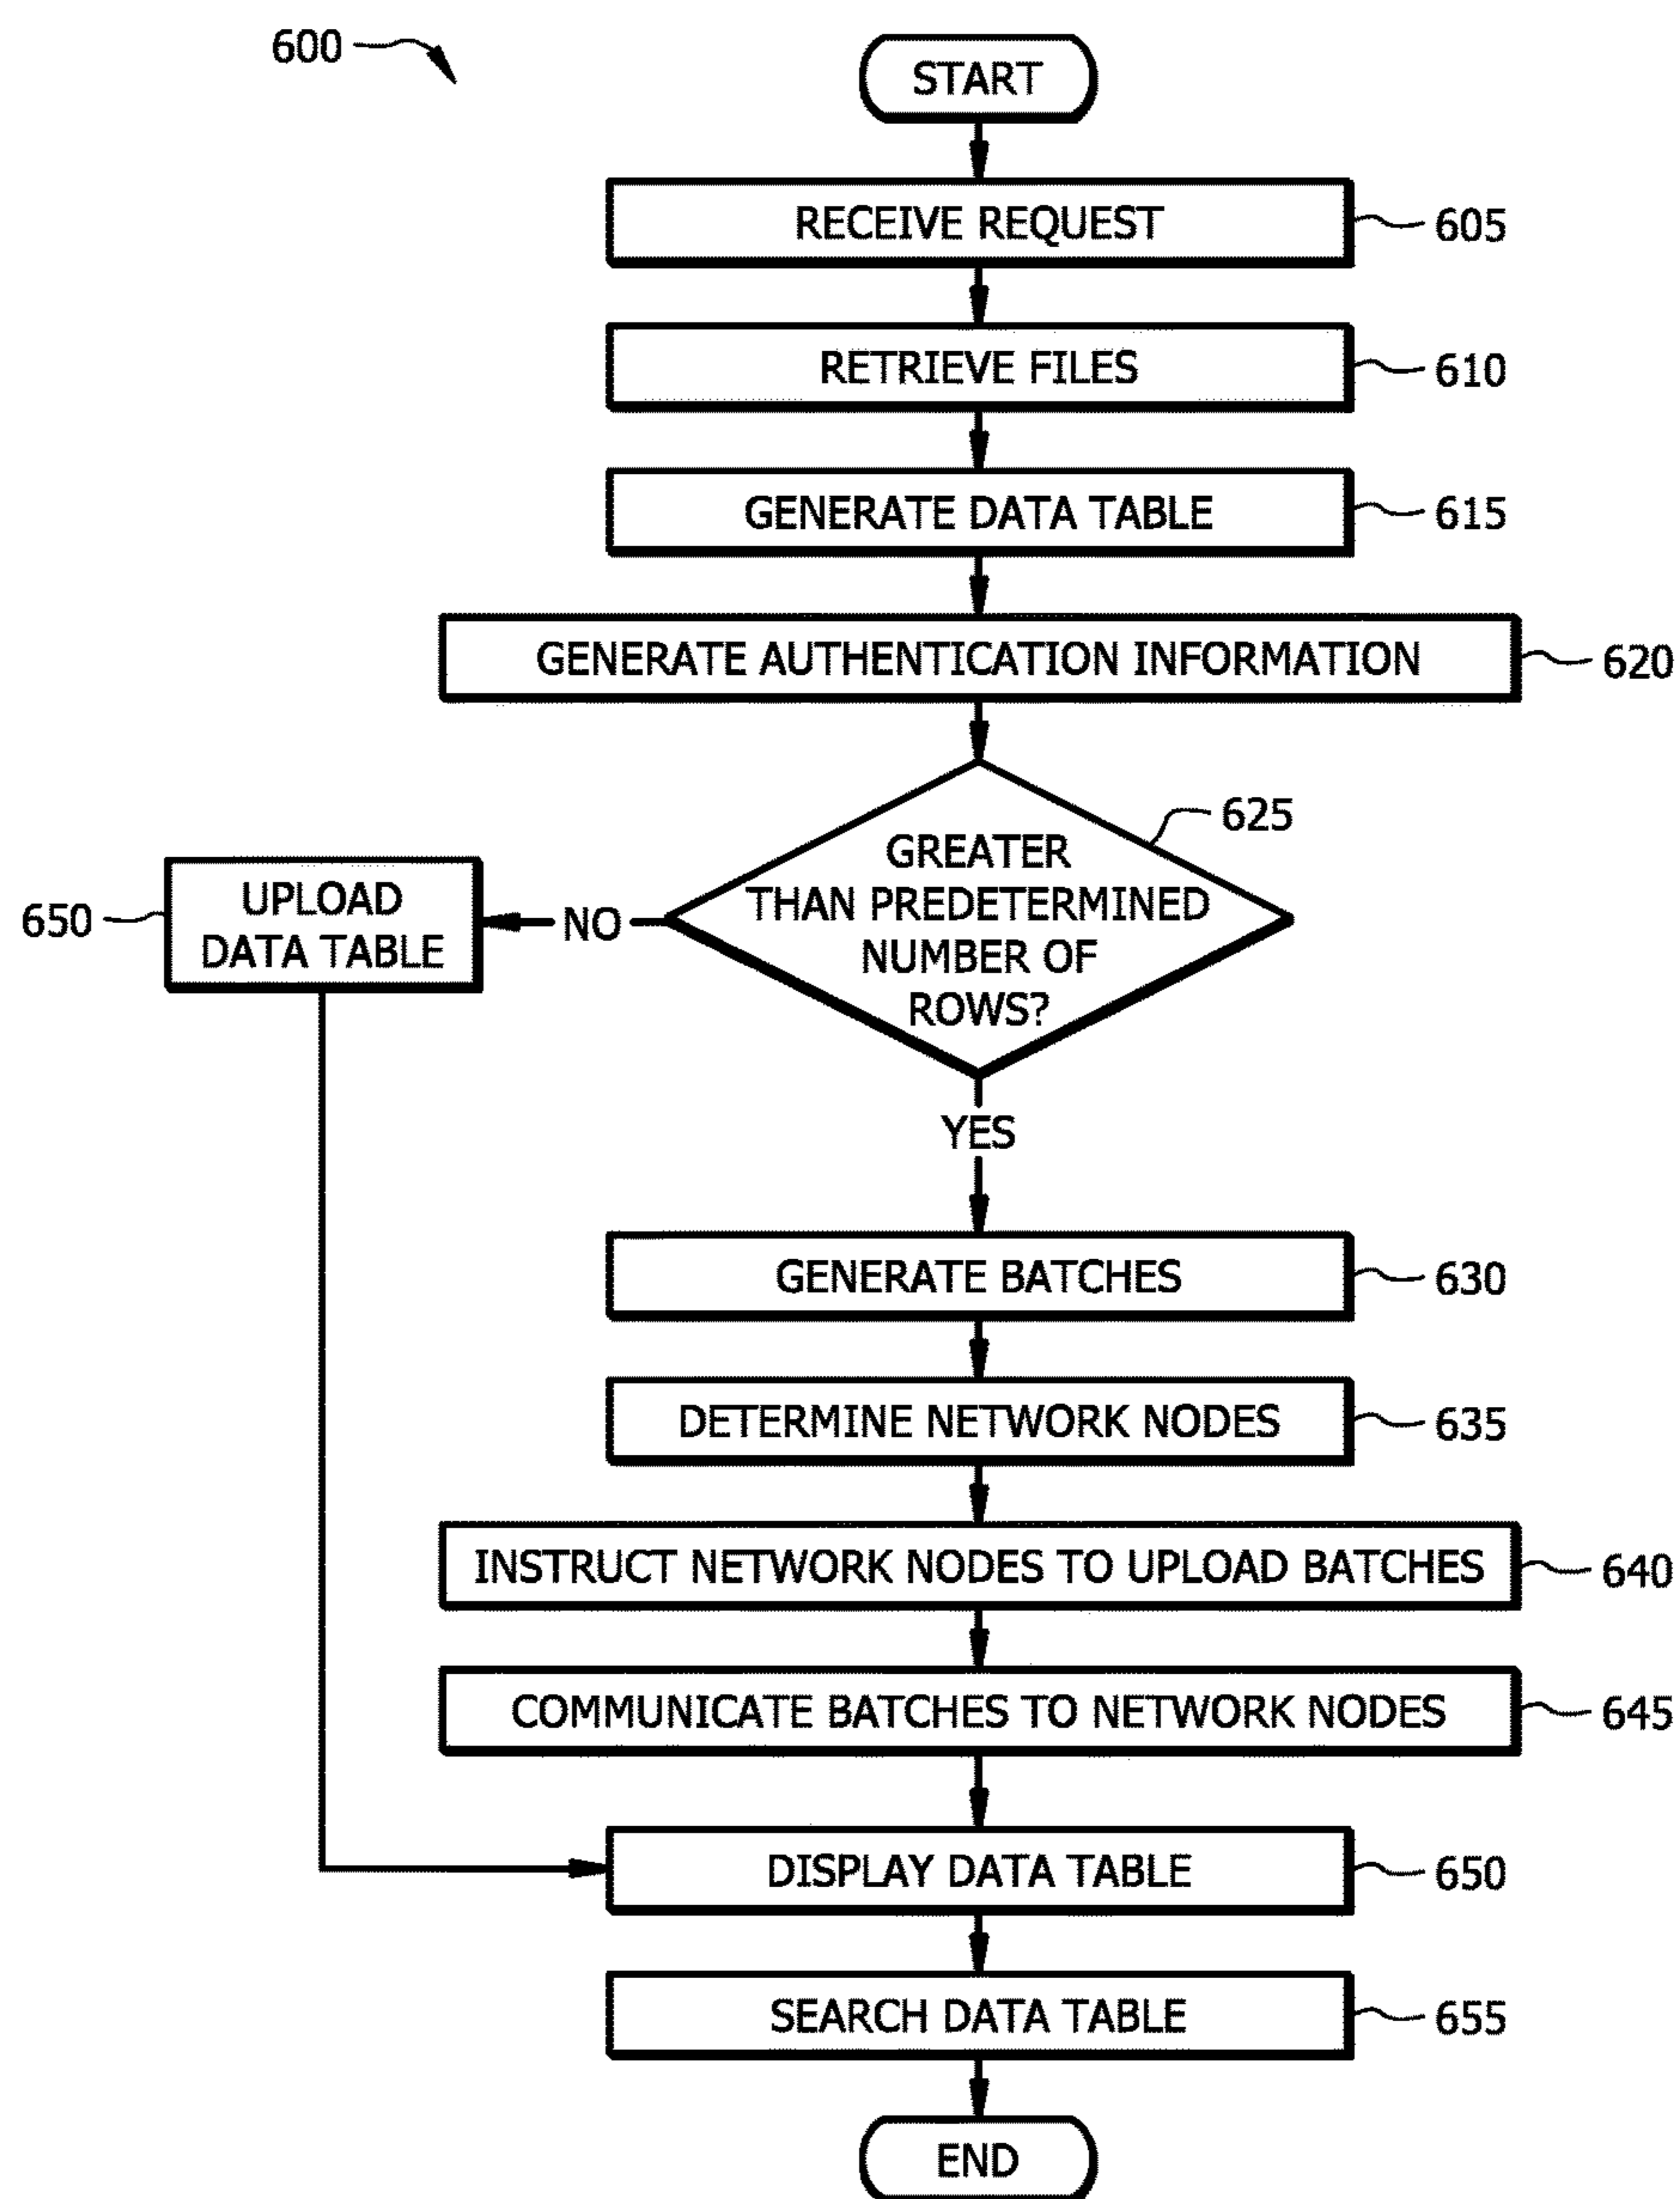 600
START
RECEIVE REQUEST
605
RETRIEVE FILES
610
GENERATE DATA TABLE
615
GENERATE AUTHENTICATION INFORMATION
620
625
GREATER
THAN PREDETERMINED
NUMBER OF
ROWS?
NO
UPLOAD
DATA TABLE
650
YES
GENERATE BATCHES
630
DETERMINE NETWORK NODES
635
INSTRUCT NETWORK NODES TO UPLOAD BATCHES
640
COMMUNICATE BATCHES TO NETWORK NODES
645
DISPLAY DATA TABLE
650
SEARCH DATA TABLE
655
END